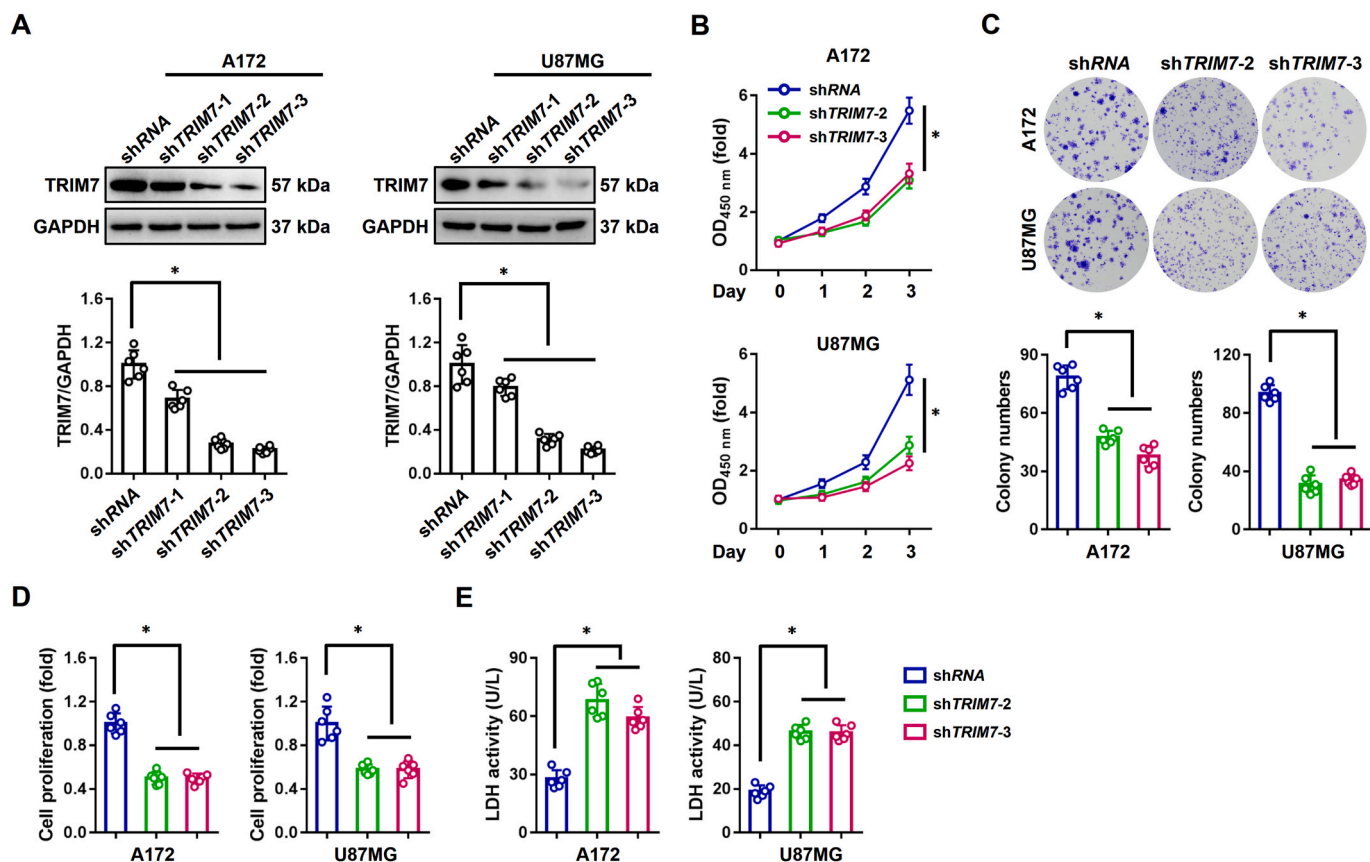 A
A172
U87MG
shRNA
shTRIM7-1
shTRIM7-2
shTRIM7-3
shRNA
shTRIM7-1
shTRIM7-2
shTRIM7-3
TRIM7
57 kDa
GAPDH
37 kDa
TRIM7
57 kDa
GAPDH
37 kDa
*
TRIM7/GAPDH
1.6
1.2
0.8
0.4
0.0
shRNA
shTRIM7-1
shTRIM7-2
shTRIM7-3
*
TRIM7/GAPDH
1.6
1.2
0.8
0.4
0.0
shRNA
shTRIM7-1
shTRIM7-2
shTRIM7-3
B
A172
shRNA
shTRIM7-2
shTRIM7-3
OD450 nm (fold)
6
4
2
0
*
Day 0 1 2 3
U87MG
OD450 nm (fold)
6
4
2
0
*
Day 0 1 2 3
C
shRNA shTRIM7-2 shTRIM7-3
A172
U87MG
*
Colony numbers
90
60
30
0
A172
*
Colony numbers
120
80
40
0
U87MG
D
*
Cell proliferation (fold)
1.6
1.2
0.8
0.4
0.0
A172
*
Cell proliferation (fold)
1.6
1.2
0.8
0.4
0.0
U87MG
E
*
LDH activity (U/L)
90
60
30
0
A172
*
LDH activity (U/L)
80
60
40
20
0
U87MG
shRNA
shTRIM7-2
shTRIM7-3